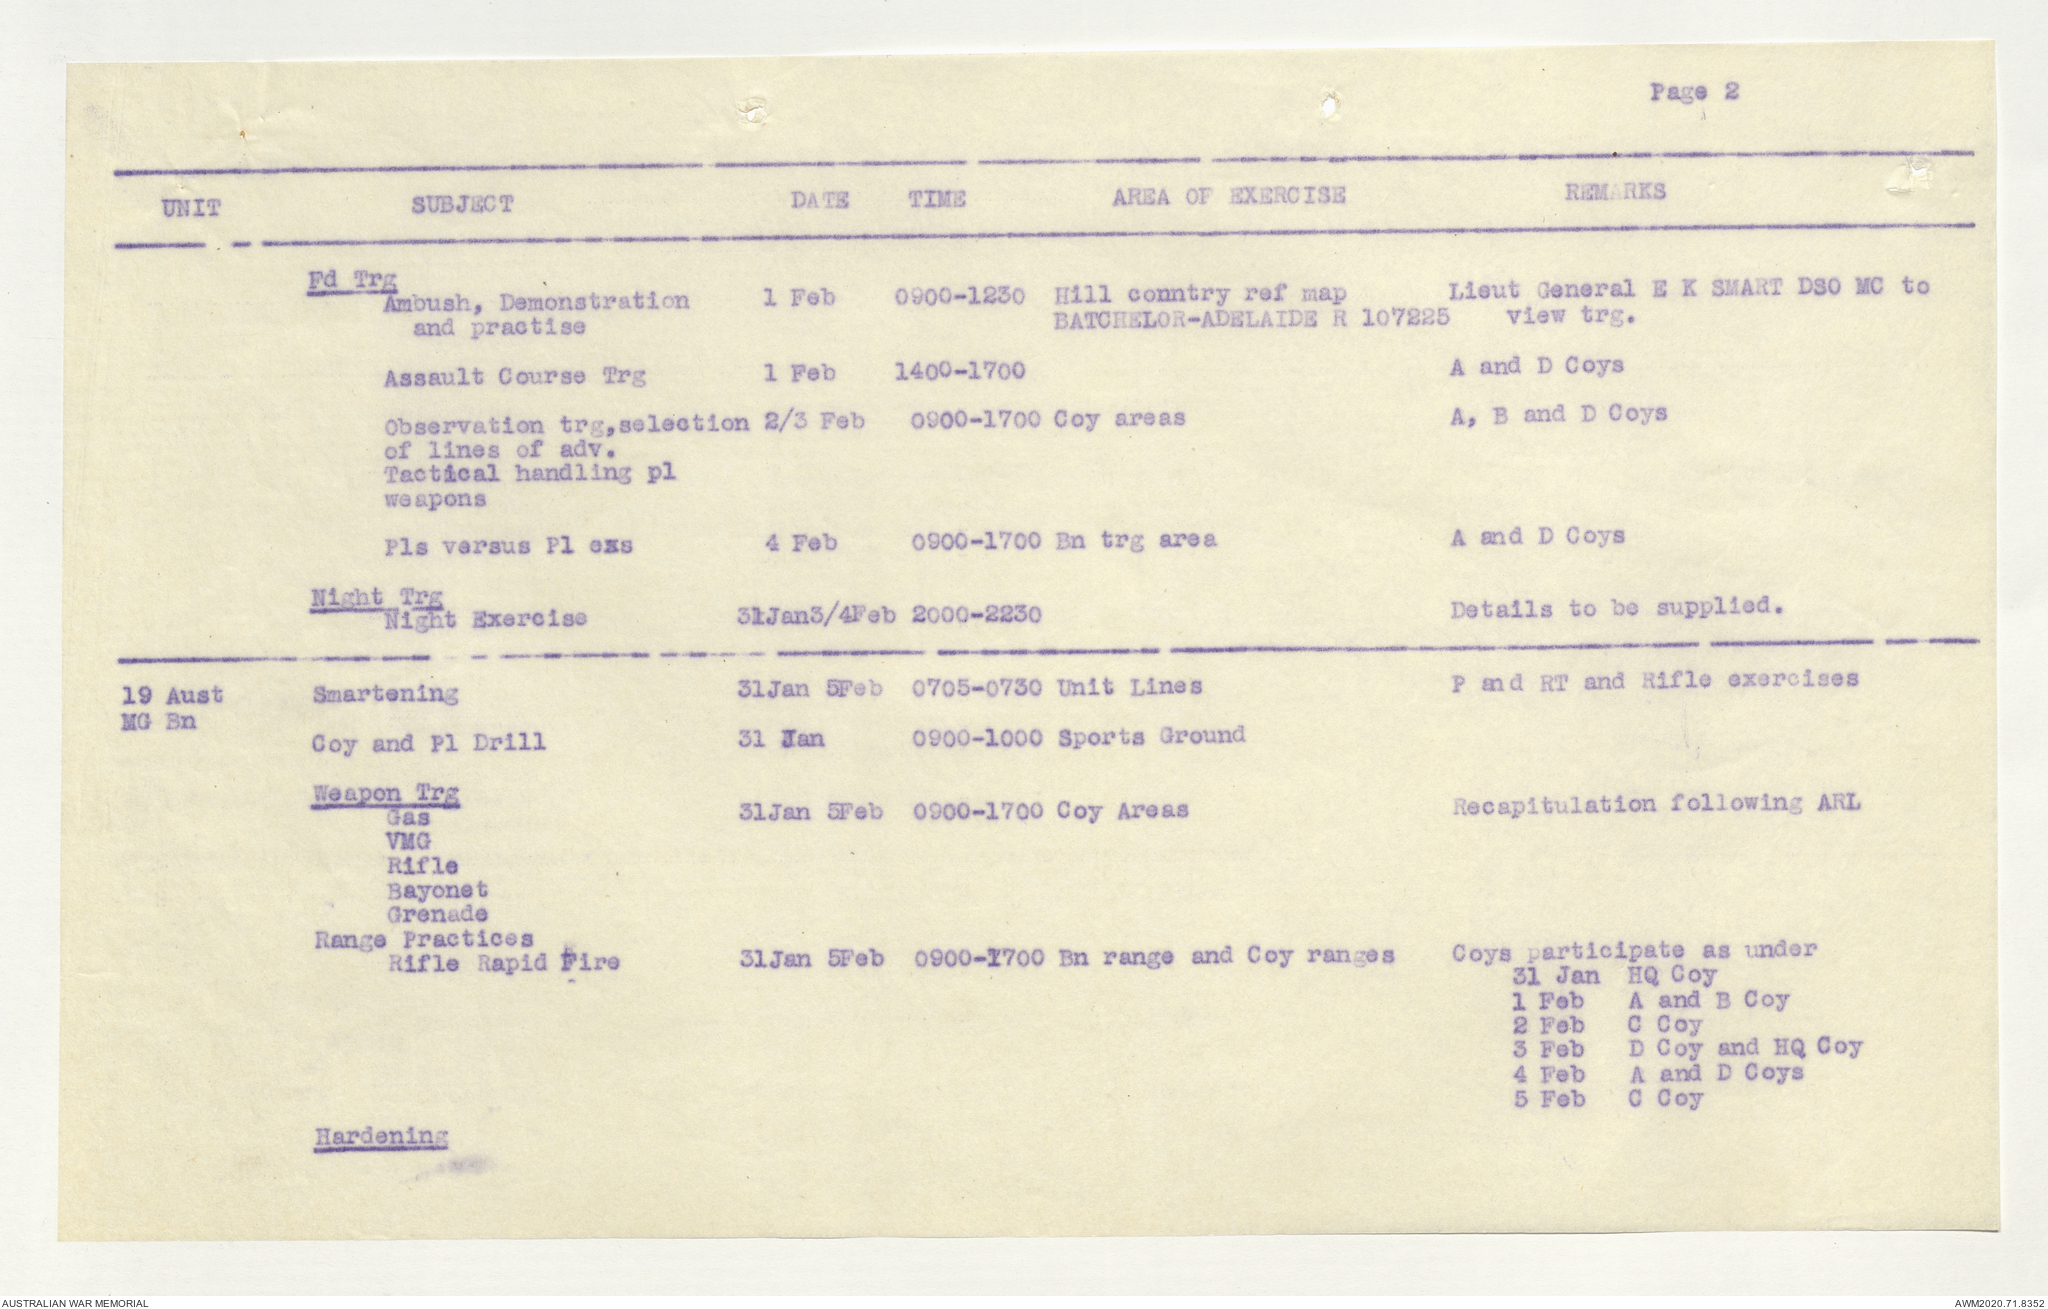 Page 2
UNIT SUBJECT DATE TIME AREA OF EXERCISE REMARKS
Fd Trg
Ambush, Demonstration 1 Feb 0900-1230 Hill conntry ref map Lieut General E K SMART DSO MC to
and practise BATCHELOR-ADELAIDE R 107225 view trg.
Assault Course Trg 1 Feb 1400-1700 A and D Coys
Observation trg,selection 2/3 Feb 0900-1700 Coy areas A, B and D Coys
of lines of adv.
Tactical handling pl
weapons
Pls versus Pl exs 4 Feb 0900-1700 Bn trg area A and D Coys
Night Trg
Night Exercise 31Jan3/4Feb 2000-2230 Details to be supplied.
19 Aust Smartening 31Jan 5Feb 0705-0730 Unit Lines P and RT and Rifle exercises
MG Bn
Coy and Pl Drill 31 Jan 0900-1000 Sports Ground
Weapon Trg
Gas 31Jan 5Feb 0900-1700 Coy Areas Recapitulation following ARL
VMG
Rifle
Bayonet
Grenade
Range Practices
Rifle Rapid Fire 31Jan 5Feb 0900-1700 Bn range and Coy ranges Coys participate as under
31 Jan HQ Coy
1 Feb A and B Coy
2 Feb C Coy
3 Feb D Coy and HQ Coy
4 Feb A and D Coys
5 Feb C Coy
Hardening
AUSTRALIAN WAR MEMORIAL AWM2020.71.8352